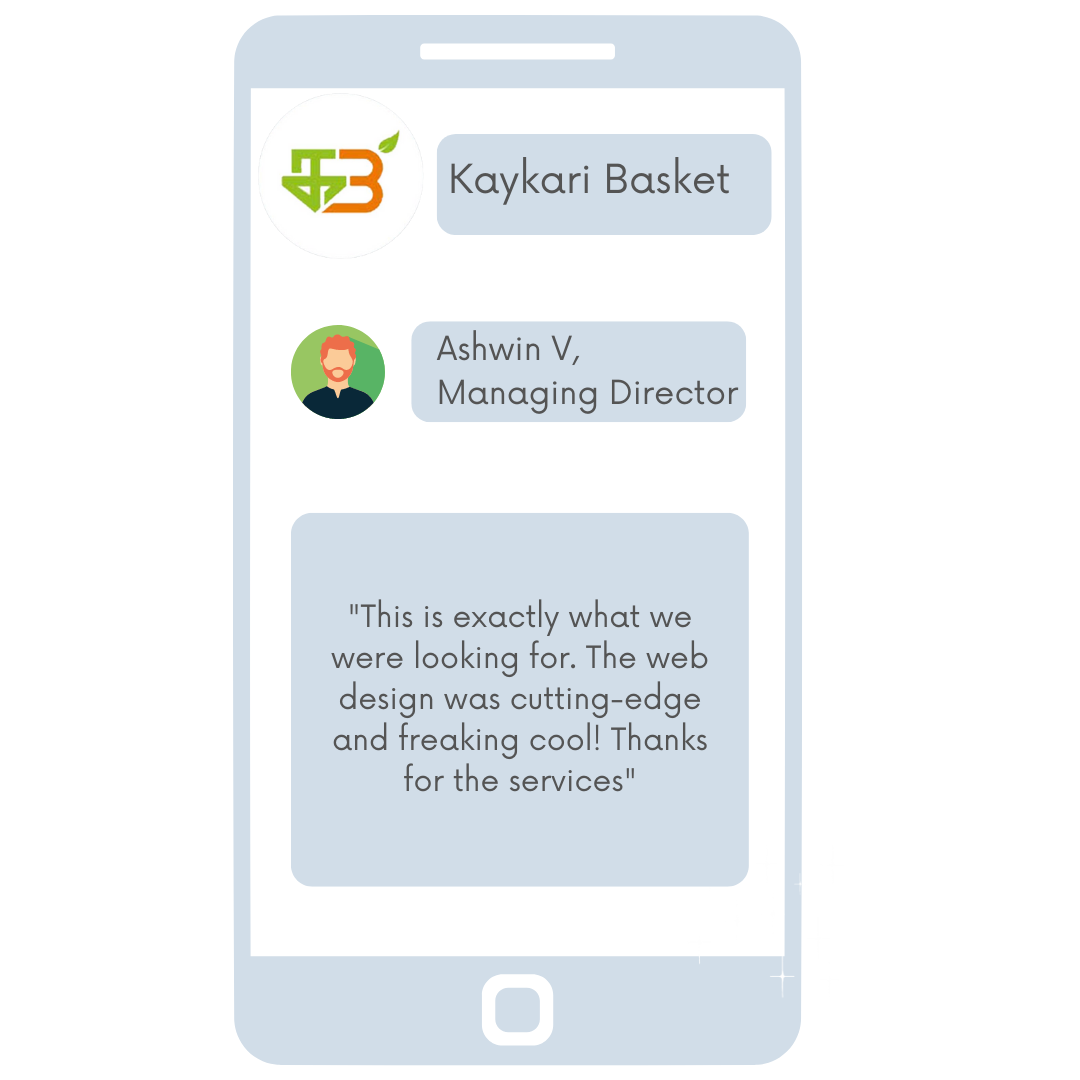 Kaykari Basket
Ashwin V,
Managing Director
"This is exactly what we
were looking for. The web
design was cutting-edge
and freaking cool! Thanks
for the services"